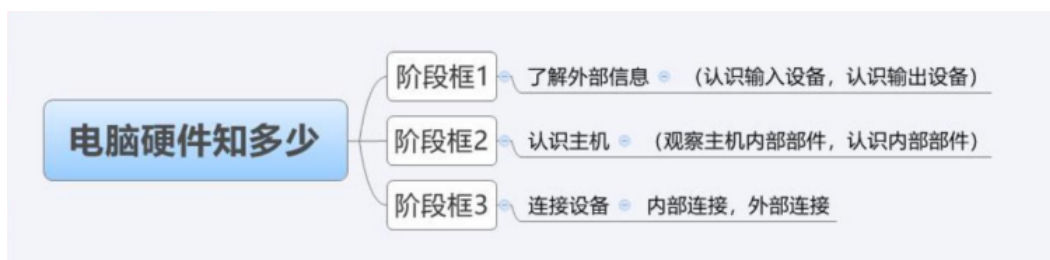 阶段框1 了解外部信息 （认识输入设备，认识输出设备）
电脑硬件知多少
阶段框2 认识主机 （观察主机内部部件，认识内部部件）
阶段框3 连接设备 内部连接，外部连接